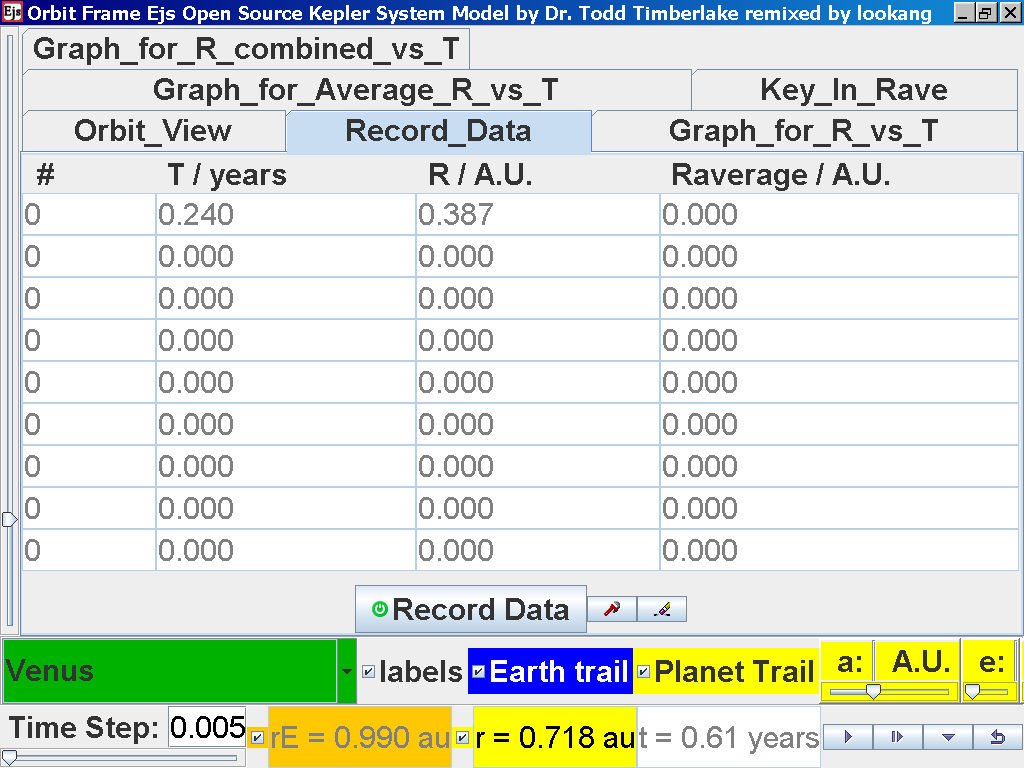 Ejs Orbit Frame Ejs Open Source Kepler System Model by Dr. Todd Timberlake remixed by lookang
Graph_for_R_combined_vs_T
Graph_for_Average_R_vs_T Key_In_Rave
Orbit_View Record_Data Graph_for_R_vs_T
# T / years R / A.U. Raverage / A.U.
0 0.240 0.387 0.000
0 0.000 0.000 0.000
0 0.000 0.000 0.000
0 0.000 0.000 0.000
0 0.000 0.000 0.000
0 0.000 0.000 0.000
0 0.000 0.000 0.000
0 0.000 0.000 0.000
0 0.000 0.000 0.000
Record Data
Venus labels Earth trail Planet Trail a: A.U. e:
Time Step: 0.005 rE = 0.990 au r = 0.718 au t = 0.61 years